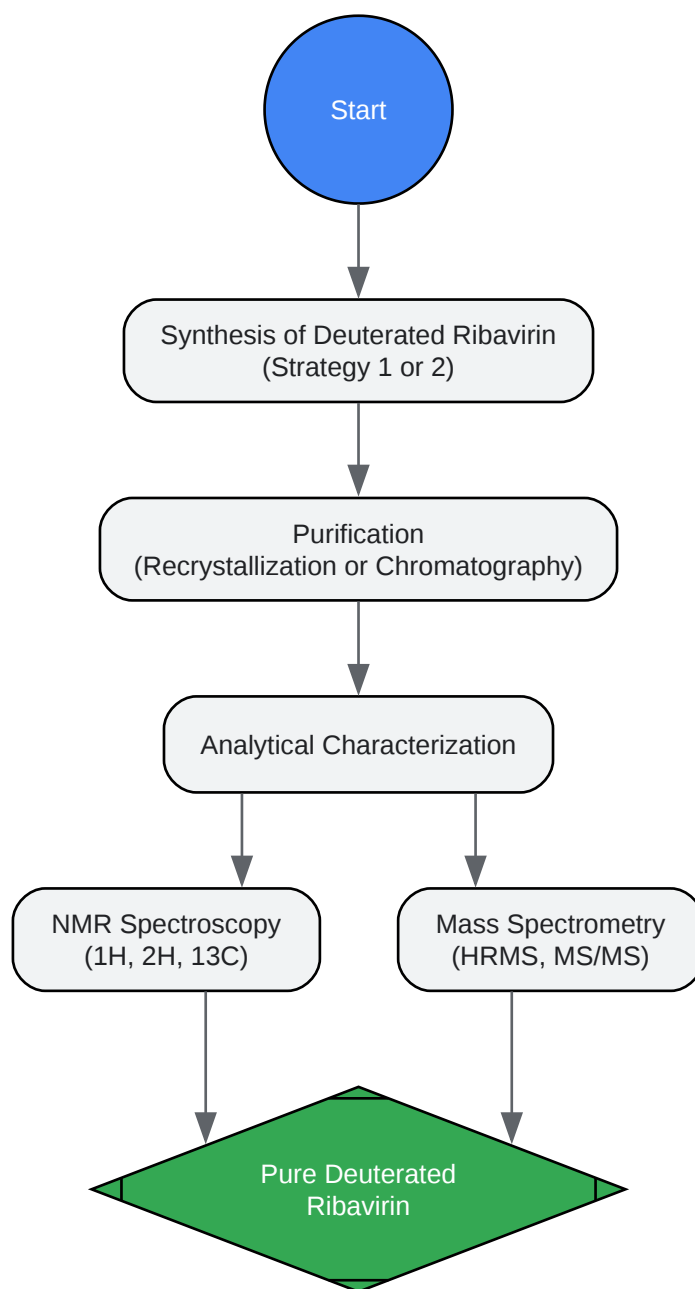 Start
Synthesis of Deuterated Ribavirin
(Strategy 1 or 2)
Purification
(Recrystallization or Chromatography)
Analytical Characterization
NMR Spectroscopy
(1H, 2H, 13C)
Mass Spectrometry
(HRMS, MS/MS)
Pure Deuterated
Ribavirin